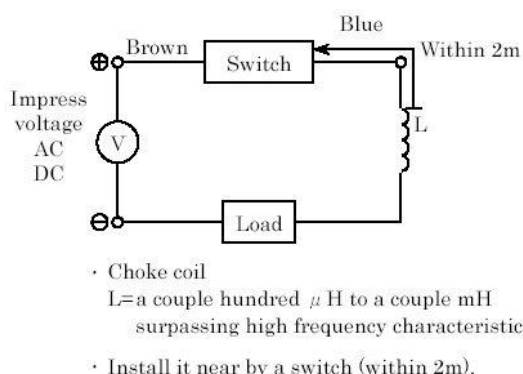 Blue
Brown
Switch
Within 2m
⊕
Impress
voltage
AC
DC
V
L
⊖
Load
· Choke coil
L=a couple hundred μH to a couple mH
surpassing high frequency characteristic
· Install it near by a switch (within 2m).